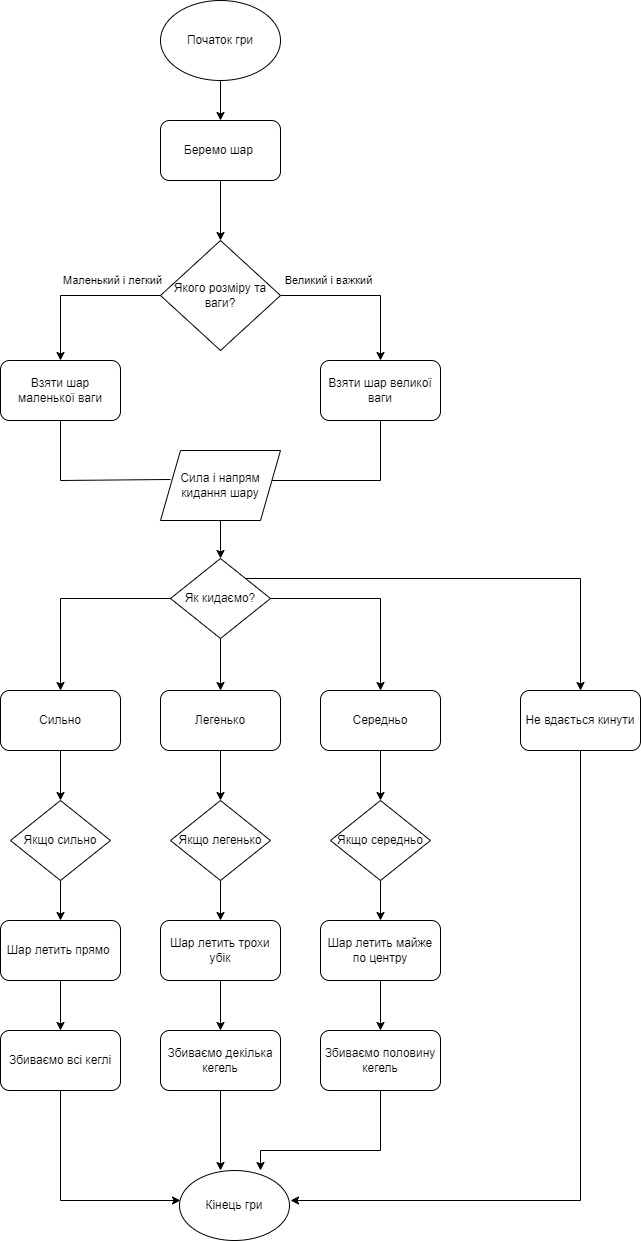 Початок гри
Беремо шар
Маленький і легкий
Великий і важкий
Якого розміру та
ваги?
Взяти шар
маленької ваги
Взяти шар великої
ваги
Сила і напрям
кидання шару
Як кидаємо?
Сильно
Легенько
Середньо
Не вдається кинути
Якщо сильно
Якщо легенько
Якщо середньо
Шар летить прямо
Шар летить трохи
убік
Шар летить майже
по центру
Збиваємо всі кеглі
Збиваємо декілька
кегель
Збиваємо половину
кегель
Кінець гри